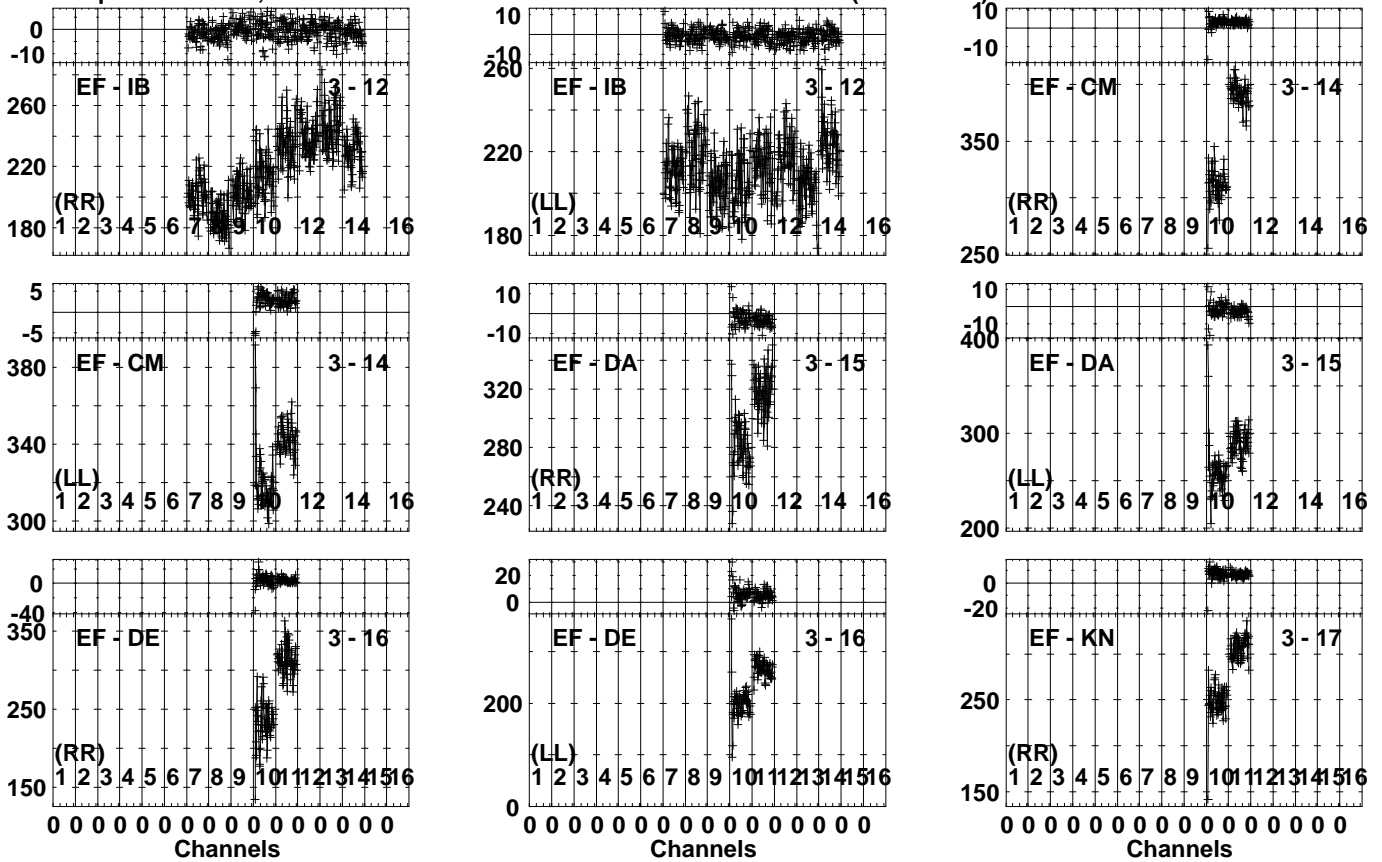 0
-10
EF - IB 3 - 12
260
220
180
(RR)
1 2 3 4 5 6 7 8 9 10 12 14 16
10
-10
260
EF - IB 3 - 12
220
180
(LL)
1 2 3 4 5 6 7 8 9 10 12 14 16
10
-10
EF - CM 3 - 14
350
250
(RR)
1 2 3 4 5 6 7 8 9 10 12 14 16
5
-5
EF - CM 3 - 14
380
340
300
(LL)
1 2 3 4 5 6 7 8 9 10 12 14 16
10
-10
EF - DA 3 - 15
320
280
240
(RR)
1 2 3 4 5 6 7 8 9 10 12 14 16
10
-10
400
EF - DA 3 - 15
300
200
(LL)
1 2 3 4 5 6 7 8 9 10 12 14 16
0
-40
350
EF - DE 3 - 16
250
150
(RR)
1 2 3 4 5 6 7 8 9 10 11 12 13 14 15 16
20
0
EF - DE 3 - 16
200
0
(LL)
1 2 3 4 5 6 7 8 9 10 11 12 13 14 15 16
0
-20
EF - KN 3 - 17
250
150
(RR)
1 2 3 4 5 6 7 8 9 10 11 12 13 14 15 16
0 0 0 0 0 0 0 0 0 0 0 0 0 0 0 0
Channels
0 0 0 0 0 0 0 0 0 0 0 0 0 0 0 0
Channels
0 0 0 0 0 0 0 0 0 0 0 0 0 0 0 0
Channels